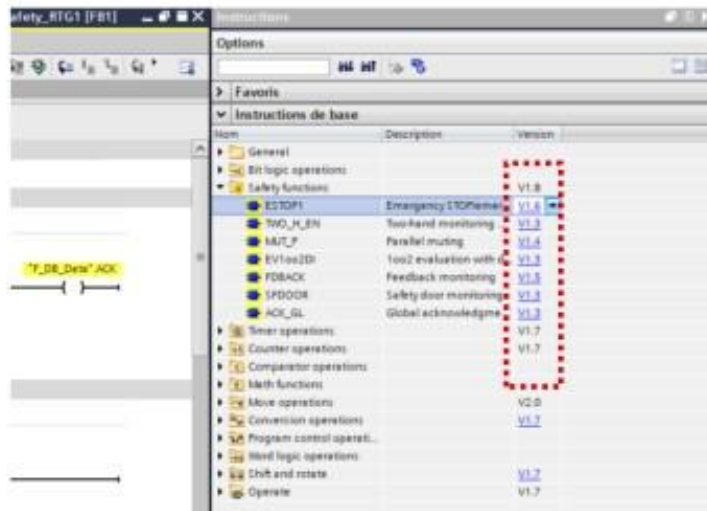 afety_RTG1 [FB1]
Instructions
Options
Favoris
Instructions de base
Nom Description Version
General
Bit logic operations
Safety functions V1.8
ESTOP1 Emergency STOP V1.6
TWO_H_EN Two-hand monitoring V1.3
MUT_P Parallel muting V1.4
EV1oo2DI 1oo2 evaluation with d V1.3
FDBACK Feedback monitoring V1.5
SFDOOR Safety door monitoring V1.3
ACK_GL Global acknowledgme V1.3
Timer operations V1.7
Counter operations V1.7
Comparator operations
Math functions
Move operations V2.0
Conversion operations V1.7
Program control operati...
Word logic operations
Shift and rotate V1.7
Operate V1.7
"F_DB_Data".ACK